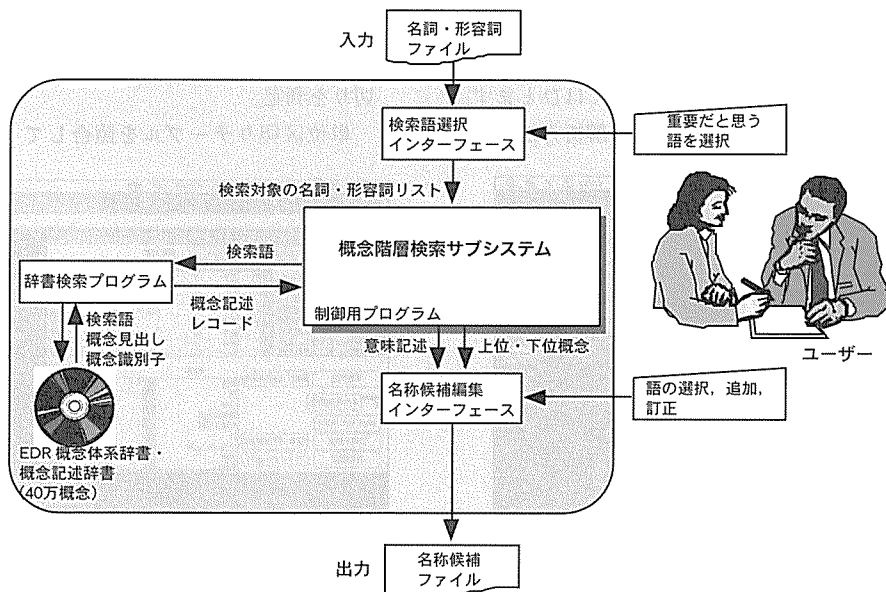 入力
名詞・形容詞
ファイル
検索語選択
インターフェース
重要だと思う
語を選択
検索対象の名詞・形容詞リスト
検索語
概念階層検索サブシステム
辞書検索プログラム
概念記述
レコード
制御用プログラム
検索語
概念見出し
概念識別子
意味記述
上位・下位概念
ユーザー
名称候補編集
インターフェース
語の選択，追加，
訂正
EDR 概念体系辞書・
概念記述辞書
(40万概念)
出力
名称候補
ファイル